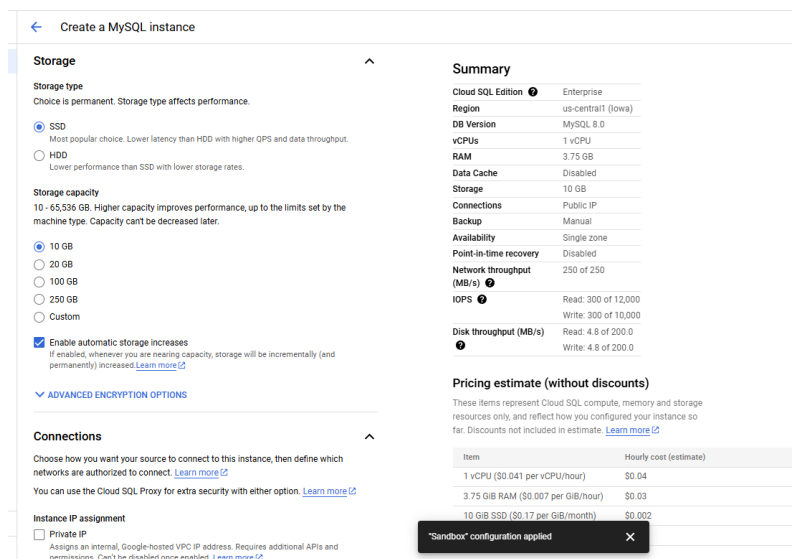 Create a MySQL instance
Storage
Storage type
Choice is permanent. Storage type affects performance.
SSD
Most popular choice. Lower latency than HDD with higher QPS and data throughput.
HDD
Lower performance than SSD with lower storage rates.
Storage capacity
10 - 65,536 GB. Higher capacity improves performance, up to the limits set by the
machine type. Capacity can't be decreased later.
10 GB
20 GB
100 GB
250 GB
Custom
Enable automatic storage increases
If enabled, whenever you are nearing capacity, storage will be incrementally (and
permanently) increased.Learn more
ADVANCED ENCRYPTION OPTIONS
Connections
Choose how you want your source to connect to this instance, then define which
networks are authorized to connect. Learn more
You can use the Cloud SQL Proxy for extra security with either option. Learn more
Instance IP assignment
Private IP
Assigns an internal, Google-hosted VPC IP address. Requires additional APIs and
permissions. Can't be disabled once enabled. Learn more
Summary
Cloud SQL Edition Enterprise
Region us-central1 (Iowa)
DB Version MySQL 8.0
vCPUs 1 vCPU
RAM 3.75 GB
Data Cache Disabled
Storage 10 GB
Connections Public IP
Backup Manual
Availability Single zone
Point-in-time recovery Disabled
Network throughput 250 of 250
(MB/s)
IOPS Read: 300 of 12,000
Write: 300 of 10,000
Disk throughput (MB/s) Read: 4.8 of 200.0
Write: 4.8 of 200.0
Pricing estimate (without discounts)
These items represent Cloud SQL compute, memory and storage
resources only, and reflect how you configured your instance so
far. Discounts not included in estimate. Learn more
Item Hourly cost (estimate)
1 vCPU ($0.041 per vCPU/hour) $0.04
3.75 GiB RAM ($0.007 per GiB/hour) $0.03
10 GiB SSD ($0.17 per GiB/month) $0.002
"Sandbox" configuration applied